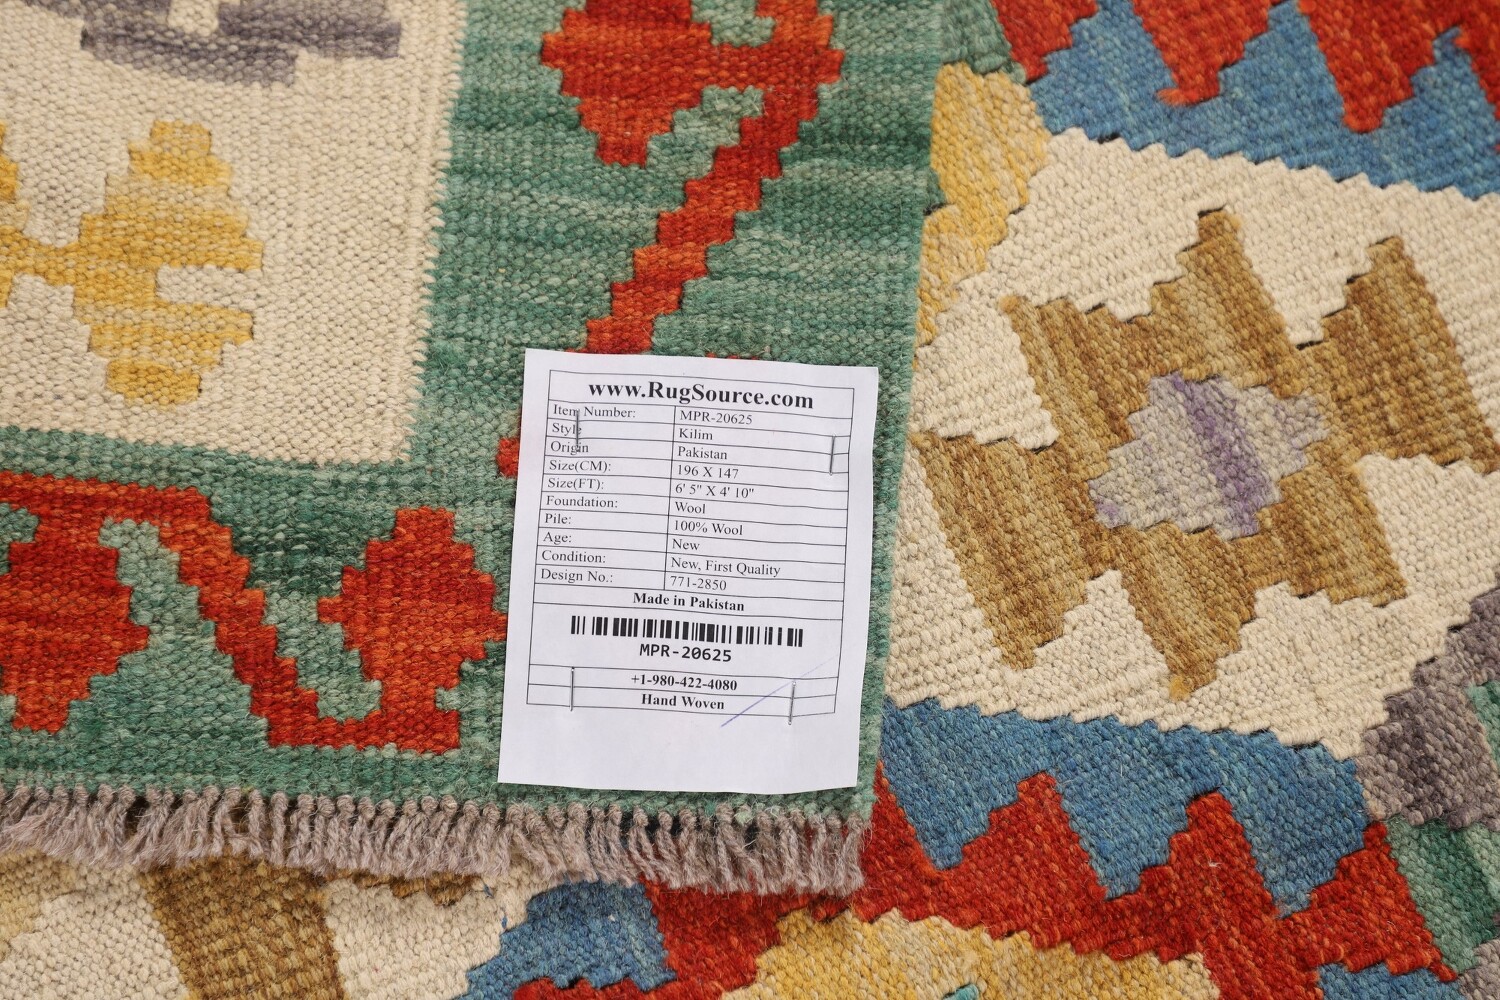 www.RugSource.com
Item Number: MPR-20625
Style Kilim
Origin Pakistan
Size(CM): 196 X 147
Size(FT): 6' 5" X 4' 10"
Foundation: Wool
Pile: 100% Wool
Age: New
Condition: New, First Quality
Design No.: 771-2850
Made in Pakistan
MPR-20625
+1-980-422-4080
Hand Woven